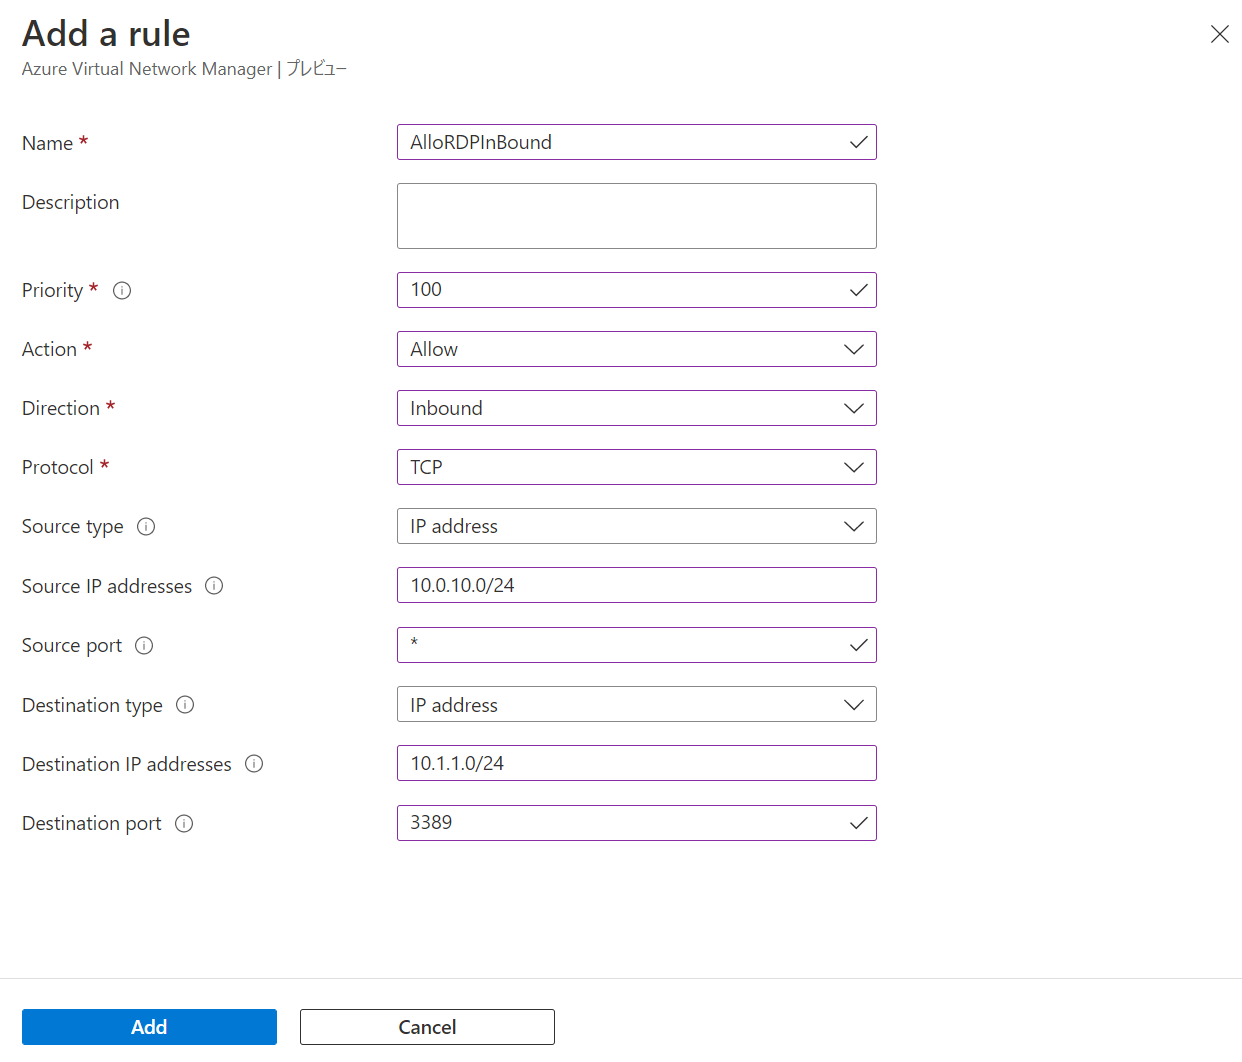 Add a rule
Azure Virtual Network Manager | プレビュー
Name *
AlloRDPInBound
Description
Priority *
100
Action *
Allow
Direction *
Inbound
Protocol *
TCP
Source type
IP address
Source IP addresses
10.0.10.0/24
Source port
*
Destination type
IP address
Destination IP addresses
10.1.1.0/24
Destination port
3389
Add
Cancel